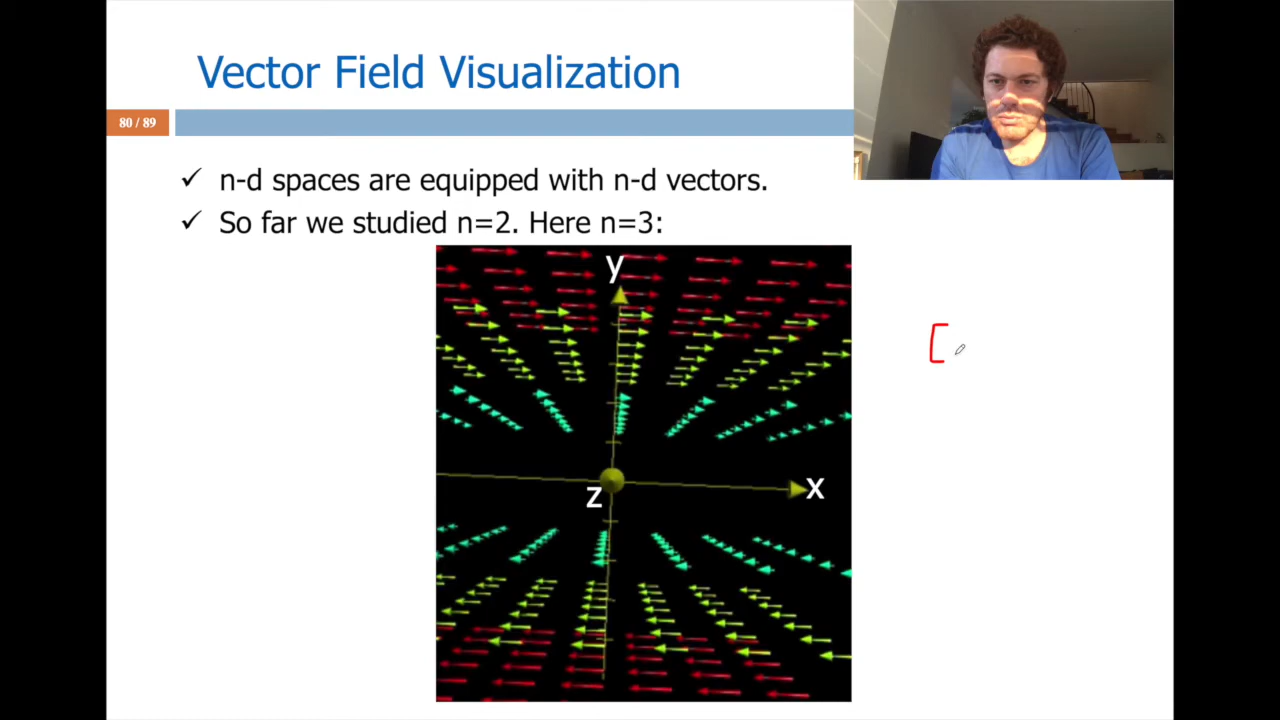 Vector Field Visualization
80 / 89
✓ n-d spaces are equipped with n-d vectors.
✓ So far we studied n=2. Here n=3:
y
x
z
[